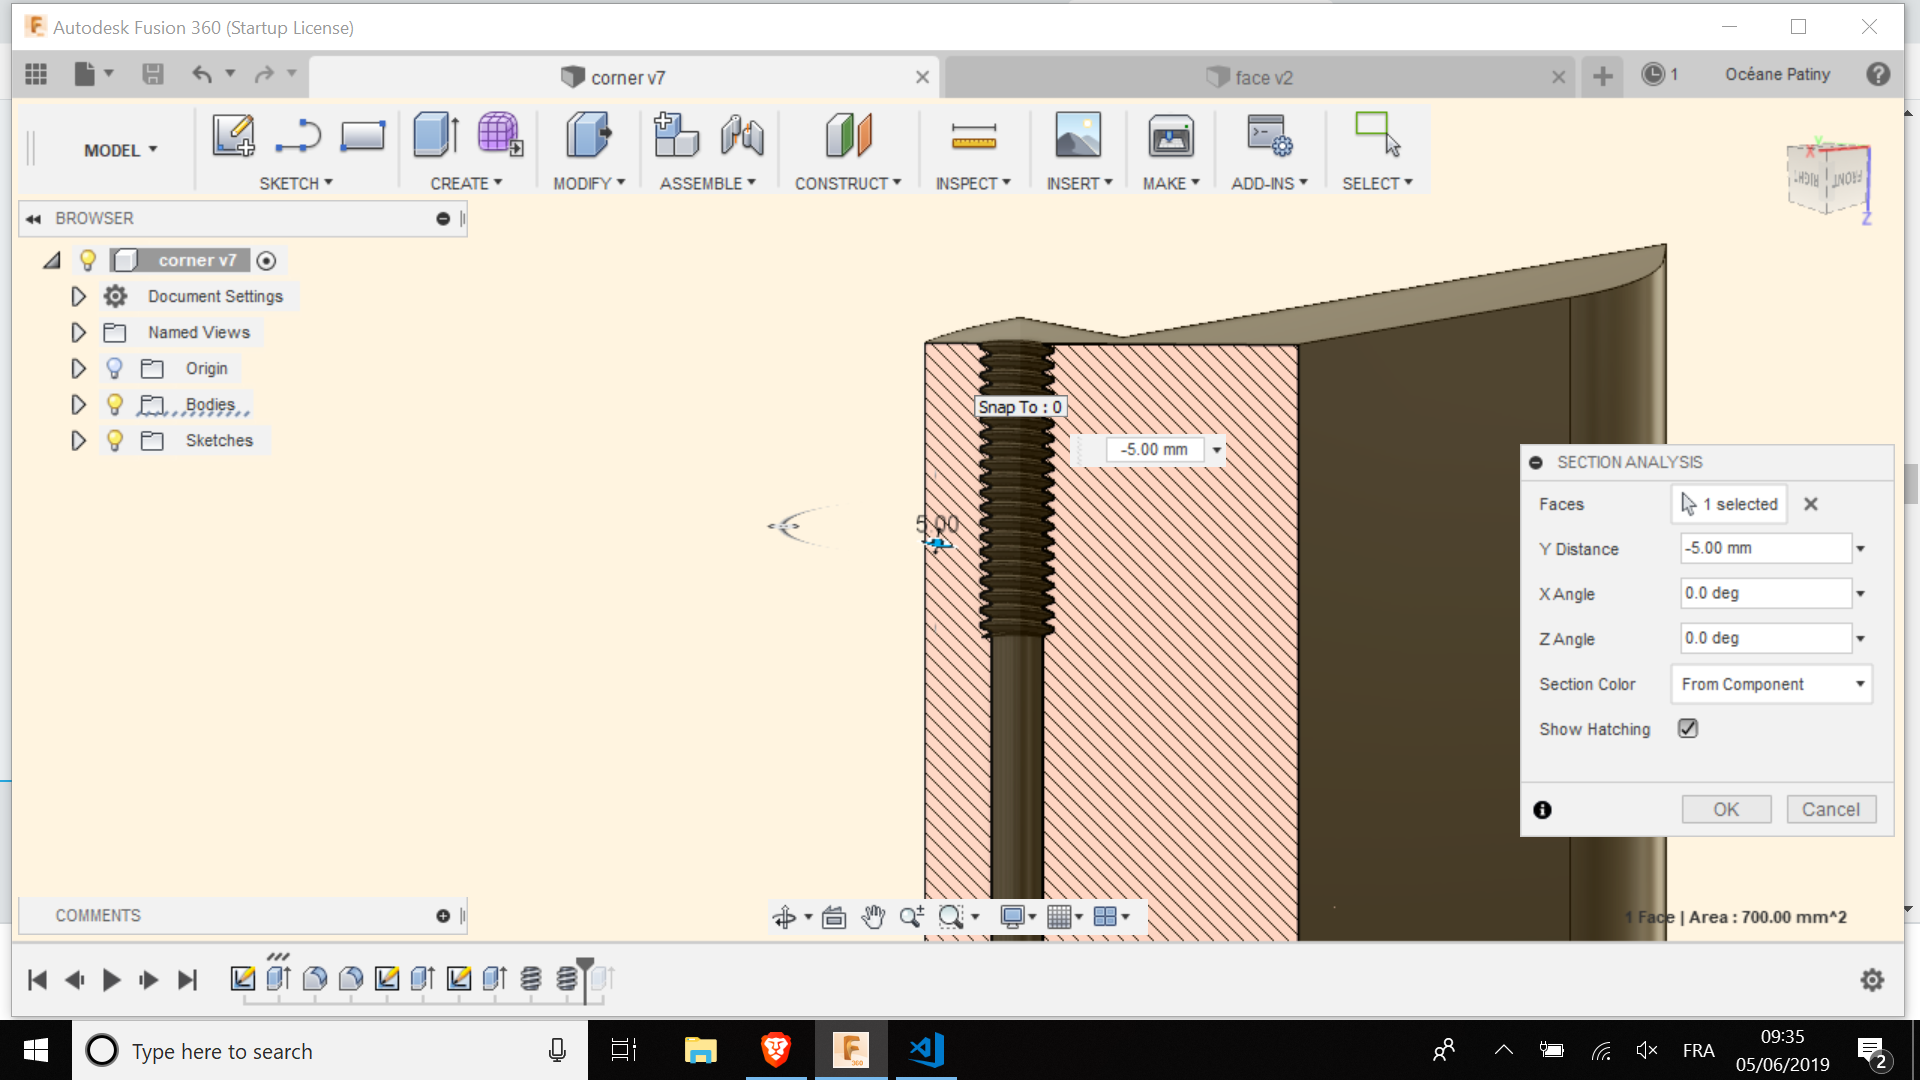 Autodesk Fusion 360 (Startup License)
corner v7
face v2
1
Océane Patiny
MODEL
SKETCH
CREATE
MODIFY
ASSEMBLE
CONSTRUCT
INSPECT
INSERT
MAKE
ADD-INS
SELECT
RIGHT
FRONT
X
Y
Z
BROWSER
corner v7
Document Settings
Named Views
Origin
Bodies
Sketches
Snap To : 0
-5.00 mm
5.00
SECTION ANALYSIS
Faces 1 selected
Y Distance -5.00 mm
X Angle 0.0 deg
Z Angle 0.0 deg
Section Color From Component
Show Hatching
OK Cancel
COMMENTS
1 Face | Area : 700.00 mm^2
Type here to search
FRA
09:35
05/06/2019
2